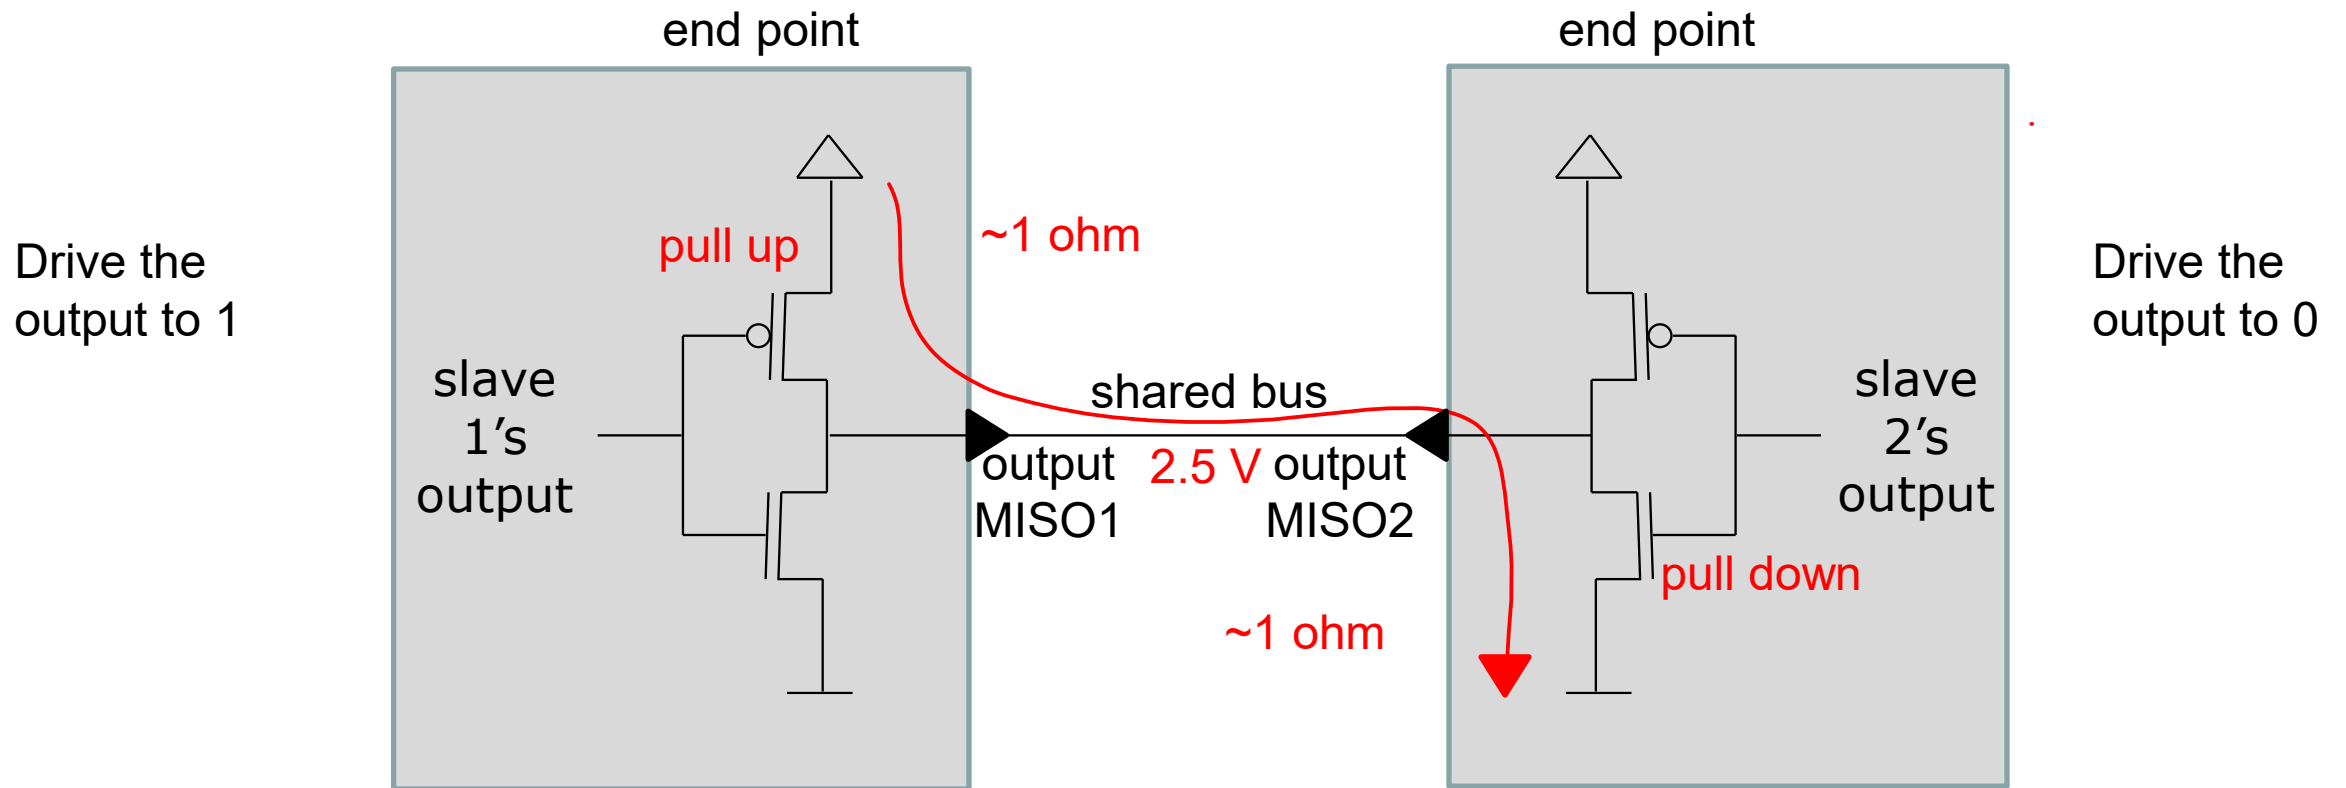 end point
end point
Drive the
output to 1
pull up
~1 ohm
slave
1’s
output
shared bus
output
MISO1
2.5 V
output
MISO2
~1 ohm
pull down
slave
2’s
output
Drive the
output to 0